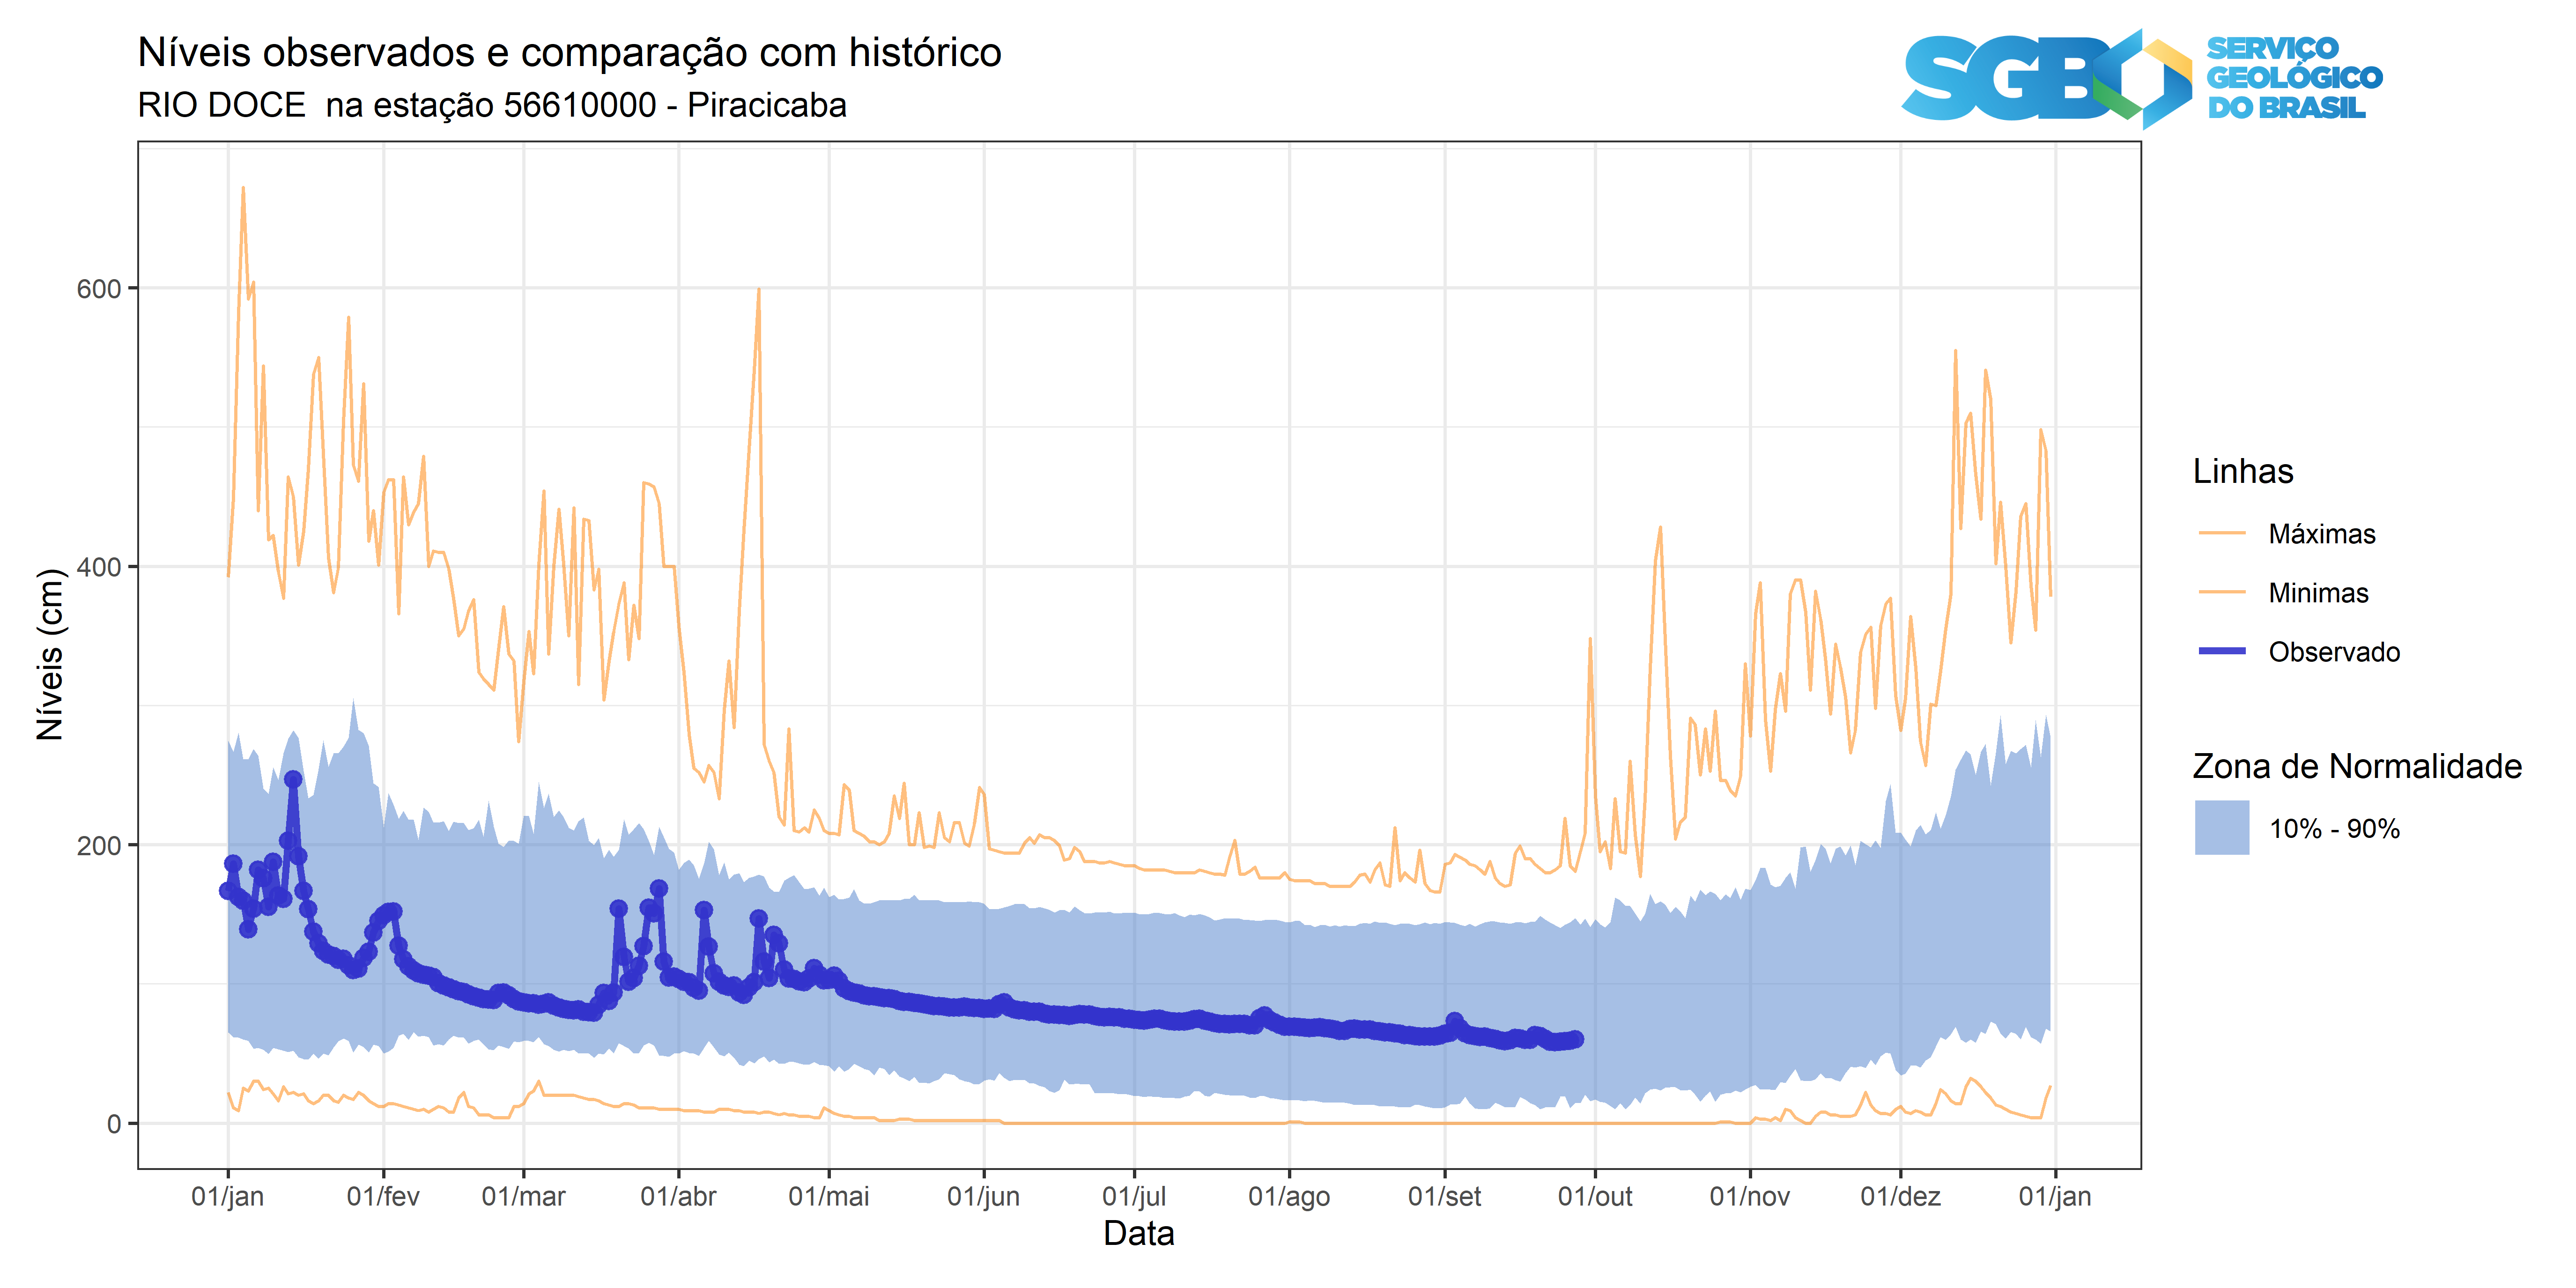 Níveis observados e comparação com histórico
RIO DOCE  na estação 56610000 - Piracicaba
SGB
SERVIÇO
GEOLÓGICO
DO BRASIL
Níveis (cm)
600
400
200
0
01/jan
01/fev
01/mar
01/abr
01/mai
01/jun
01/jul
01/ago
01/set
01/out
01/nov
01/dez
01/jan
Data
Linhas
Máximas
Minimas
Observado
Zona de Normalidade
10% - 90%